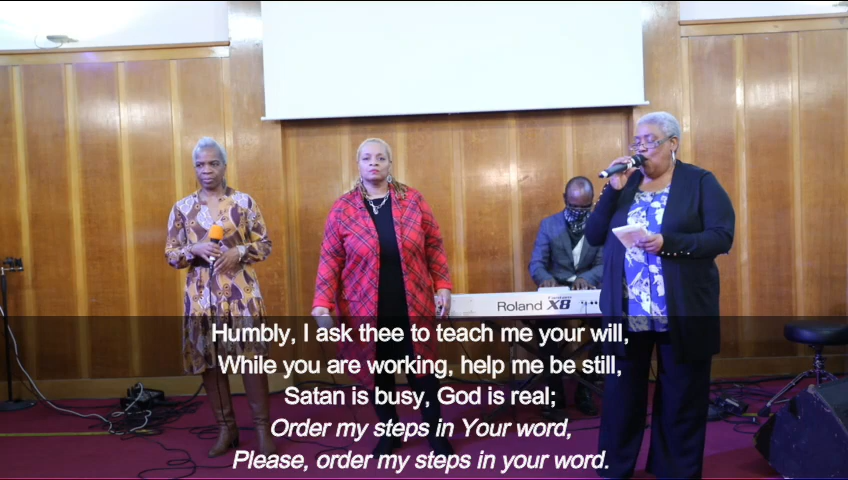 Roland Fantom X8
Humbly, I ask thee to teach me your will,
While you are working, help me be still,
Satan is busy, God is real;
Order my steps in Your word,
Please, order my steps in your word.